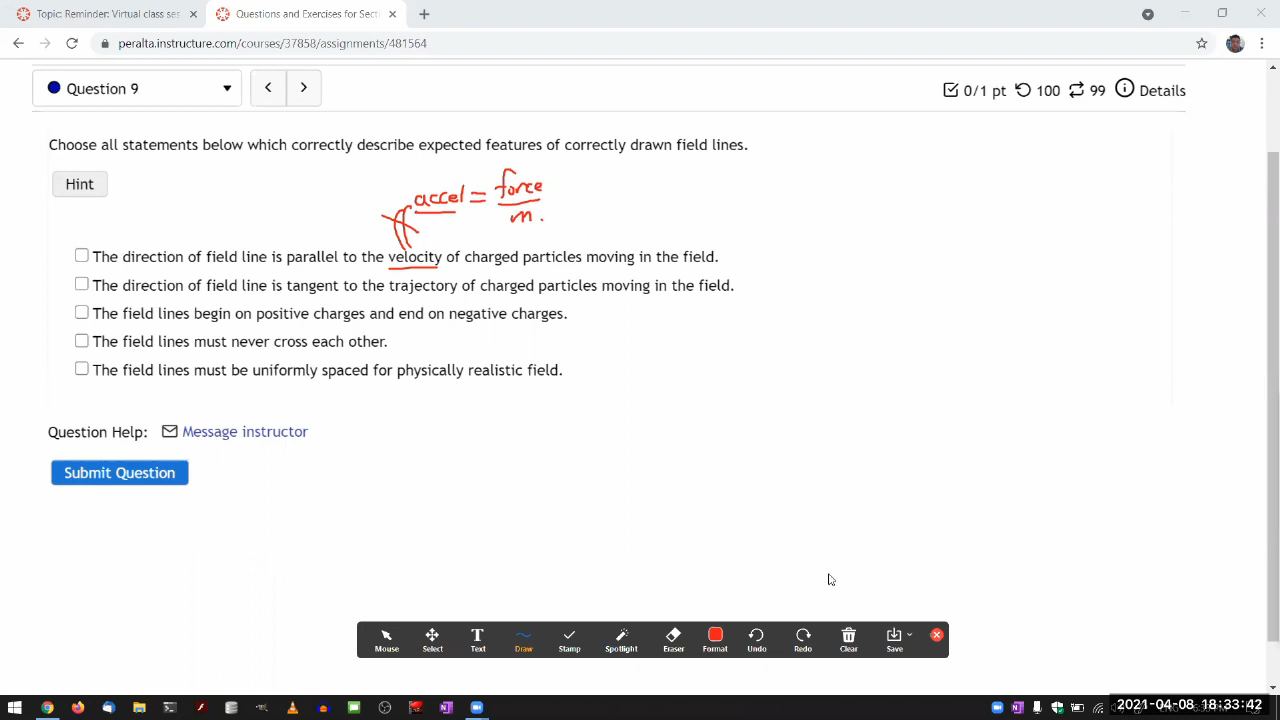 Topic: Reminder: Virtual class ses
Questions and Exercises for Secti
peralta.instructure.com/courses/37858/assignments/481564
Question 9
0/1 pt 100 99 Details
Choose all statements below which correctly describe expected features of correctly drawn field lines.
Hint
accel = force
m.
The direction of field line is parallel to the velocity of charged particles moving in the field.
The direction of field line is tangent to the trajectory of charged particles moving in the field.
The field lines begin on positive charges and end on negative charges.
The field lines must never cross each other.
The field lines must be uniformly spaced for physically realistic field.
Question Help: Message instructor
Submit Question
Mouse Select Text Draw Stamp Spotlight Eraser Format Undo Redo Clear Save
2021-04-08 18:33:42